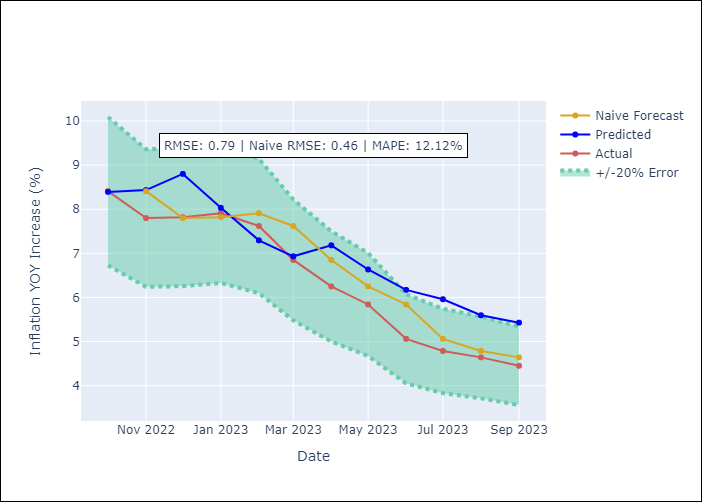 RMSE: 0.79 | Naive RMSE: 0.46 | MAPE: 12.12%
Naive Forecast
Predicted
Actual
+/-20% Error
Inflation YOY Increase (%)
10
9
8
7
6
5
4
Nov 2022
Jan 2023
Mar 2023
May 2023
Jul 2023
Sep 2023
Date